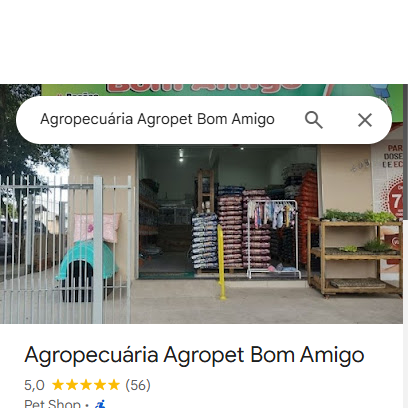 Bom Amigo
Agropecuária Agropet Bom Amigo
PAR
DOSE
E EC
7
Agropecuária Agropet Bom Amigo
5,0 (56)
Pet Shop ·